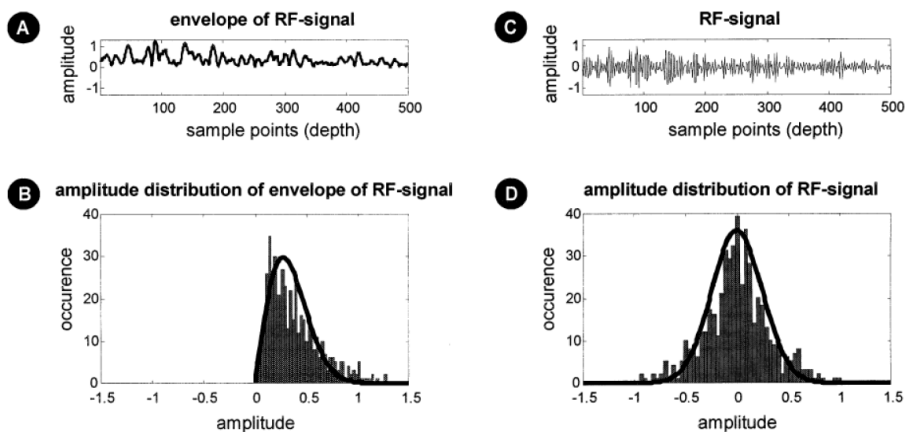 A
envelope of RF-signal
amplitude
1
0
-1
100 200 300 400 500
sample points (depth)
C
RF-signal
amplitude
1
0
-1
100 200 300 400 500
sample points (depth)
B
amplitude distribution of envelope of RF-signal
occurence
40
30
20
10
0
-1.5 -1 -0.5 0 0.5 1 1.5
amplitude
D
amplitude distribution of RF-signal
occurence
40
30
20
10
0
-1.5 -1 -0.5 0 0.5 1 1.5
amplitude